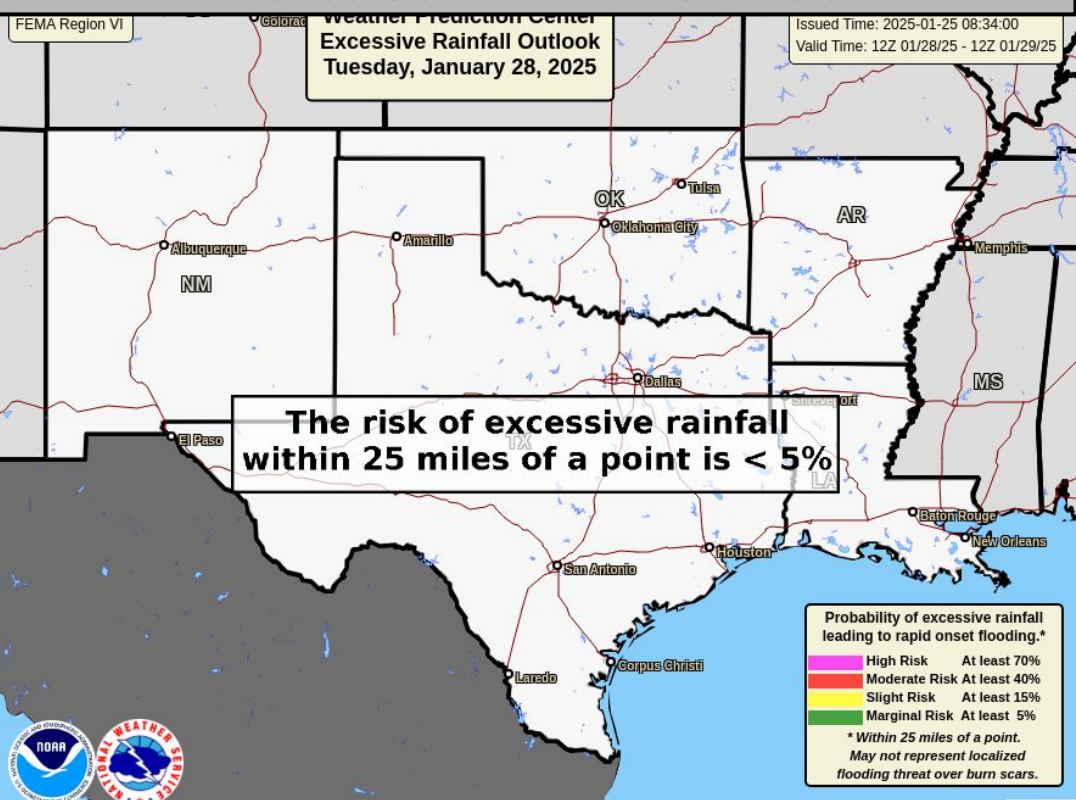 FEMA Region VI
Weather Prediction Center
Excessive Rainfall Outlook
Tuesday, January 28, 2025
Issued Time: 2025-01-25 08:34:00
Valid Time: 12Z 01/28/25 - 12Z 01/29/25
Colorad
Tulsa
OK
AR
Oklahoma City
Amarillo
Albuquerque
Memphis
NM
Dallas
MS
Shreveport
The risk of excessive rainfall
TX
El Paso
within 25 miles of a point is < 5%
LA
Baton Rouge
New Orleans
Houston
San Antonio
Corpus Christi
Laredo
Probability of excessive rainfall
leading to rapid onset flooding.*
High Risk At least 70%
Moderate Risk At least 40%
Slight Risk At least 15%
Marginal Risk At least 5%
* Within 25 miles of a point.
May not represent localized
flooding threat over burn scars.
NOAA
NATIONAL WEATHER SERVICE